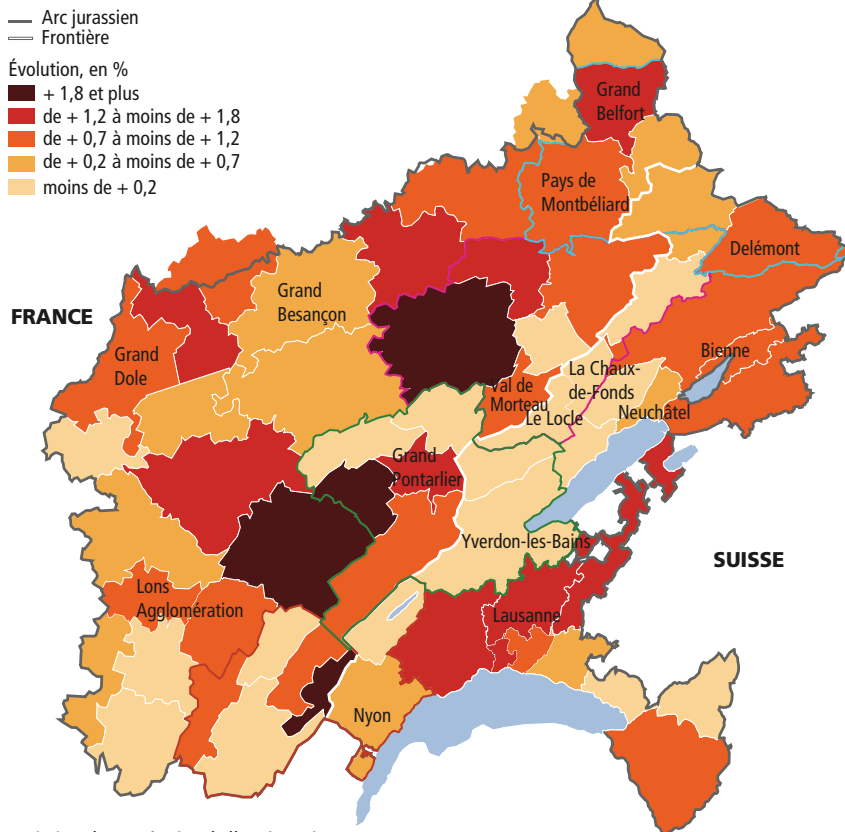 Arc jurassien
Frontière
Évolution, en %
+ 1,8 et plus
de + 1,2 à moins de + 1,8
de + 0,7 à moins de + 1,2
de + 0,2 à moins de + 0,7
moins de + 0,2
Grand
Belfort
Pays de
Montbéliard
Delémont
Grand
Besançon
FRANCE
Grand
Dole
Bienne
La Chaux-
de-Fonds
Val de
Morteau
Le Locle
Neuchâtel
Grand
Pontarlier
Yverdon-les-Bains
SUISSE
Lons
Agglomération
Lausanne
Nyon